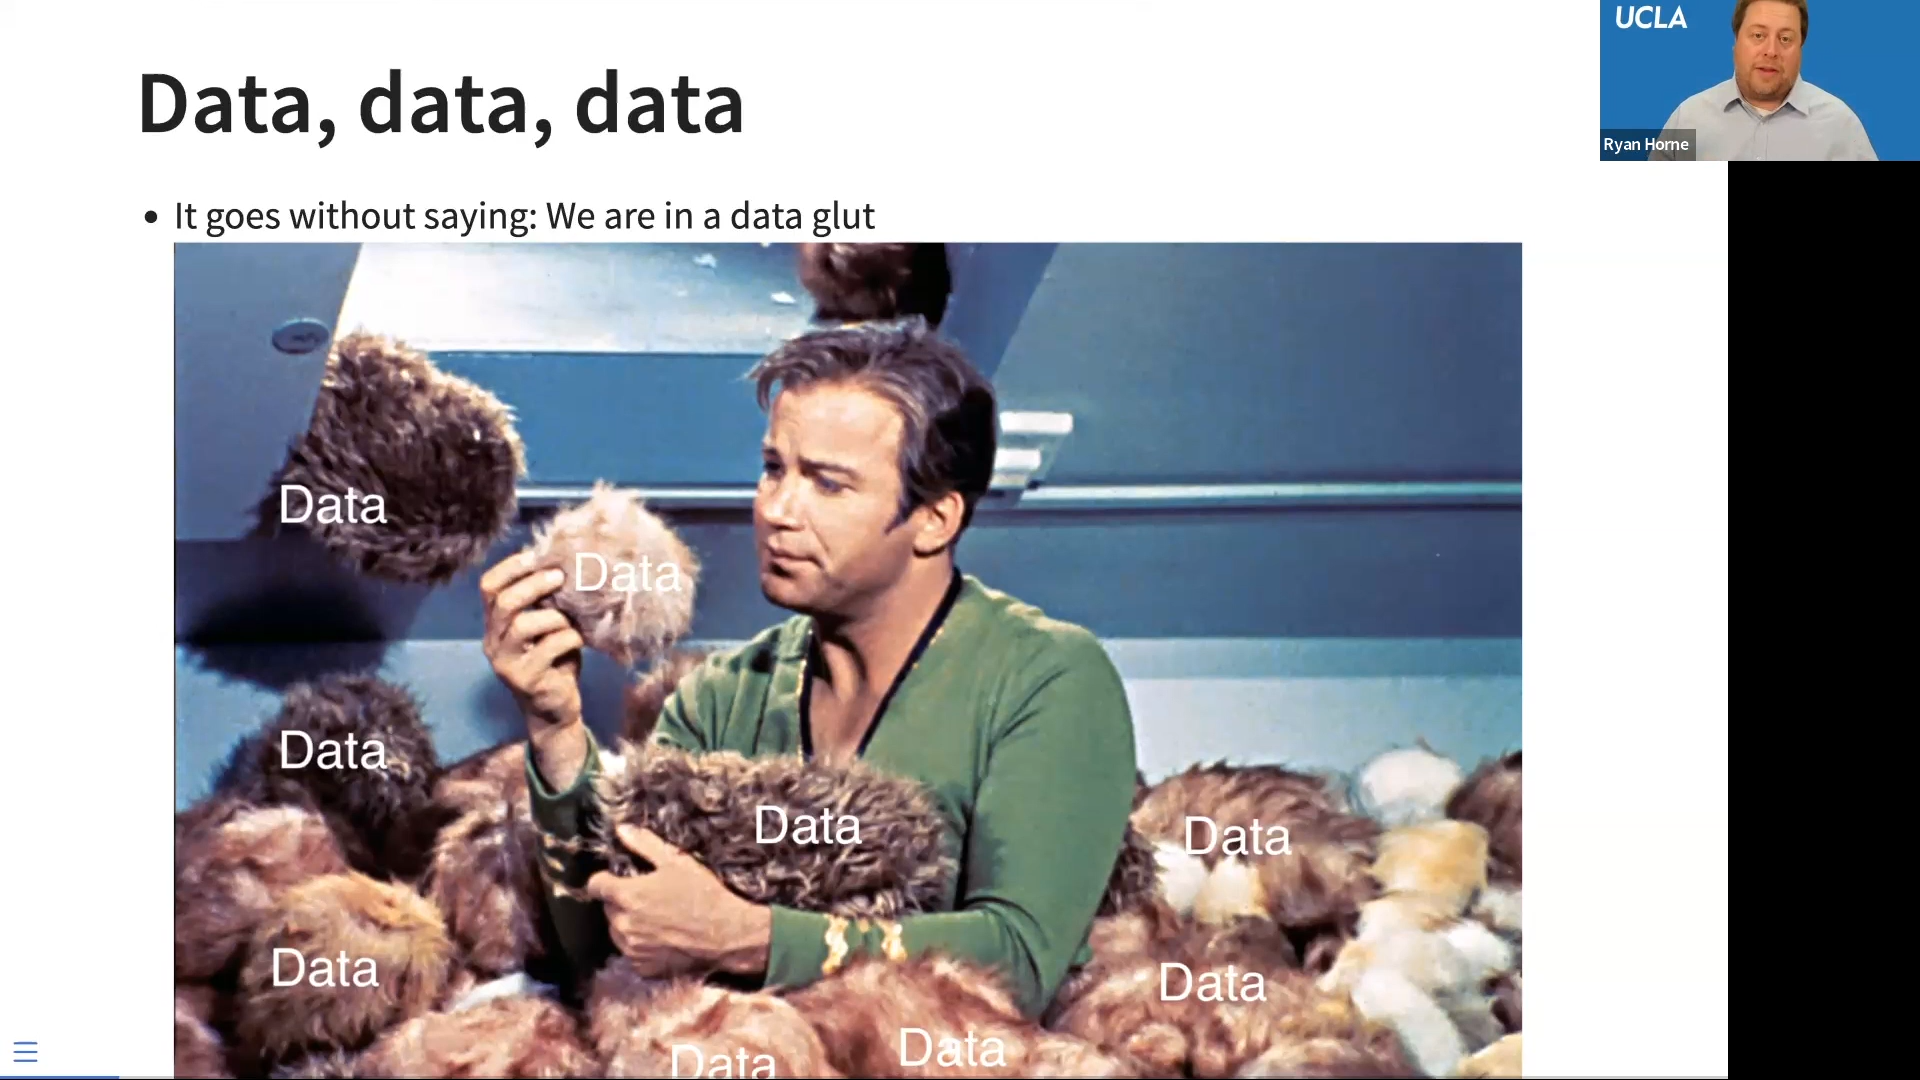 UCLA
Data, data, data
Ryan Horne
It goes without saying: We are in a data glut
Data
Data
Data
Data
Data
Data
Data
Data
Data